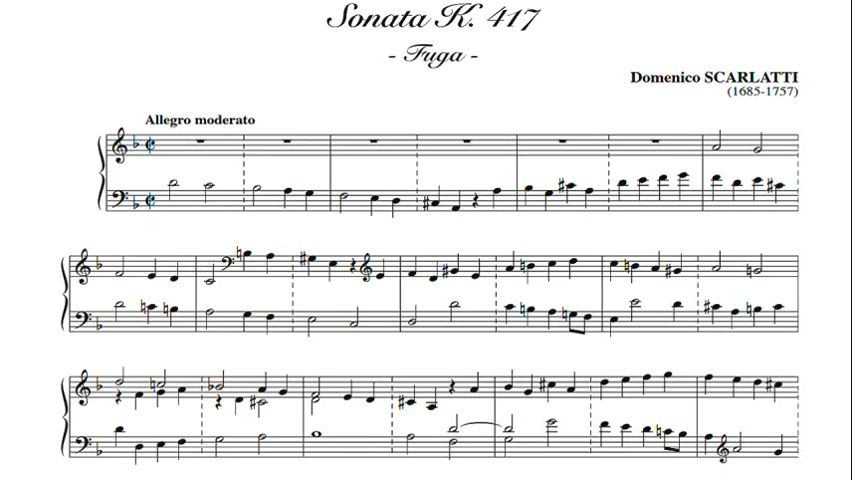 Sonata K. 417
- Fuga -
Domenico SCARLATTI
(1685-1757)
Allegro moderato